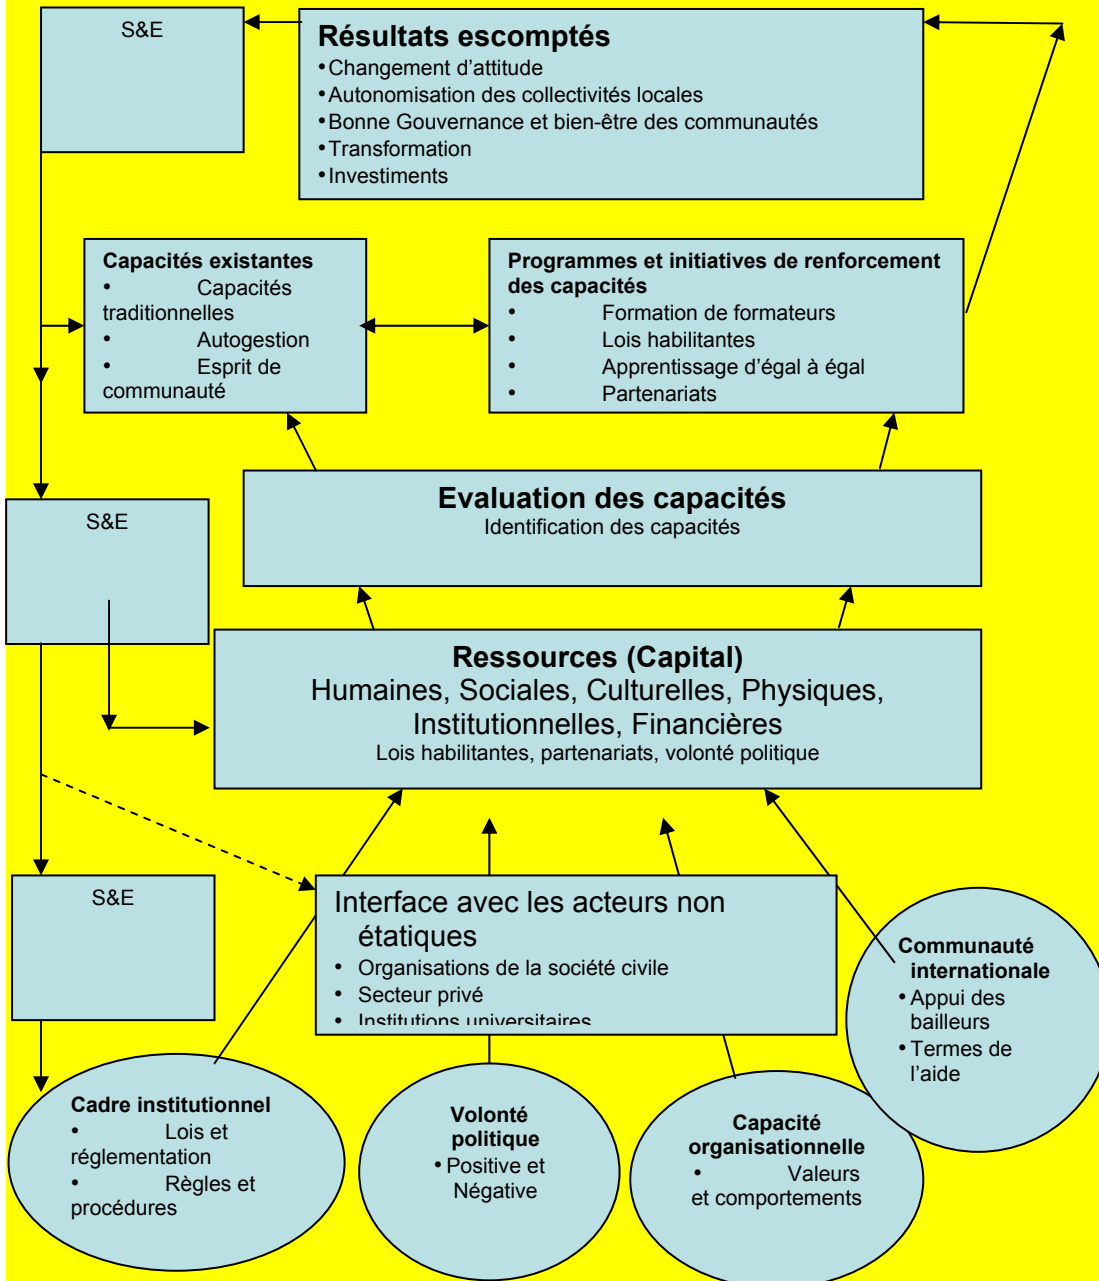 S&E
Résultats escomptés
•Changement d'attitude
•Autonomisation des collectivités locales
•Bonne Gouvernance et bien-être des communautés
•Transformation
•Investiments
Capacités existantes
• Capacités
traditionnelles
• Autogestion
• Esprit de
communauté
Programmes et initiatives de renforcement
des capacités
• Formation de formateurs
• Lois habilitantes
• Apprentissage d'égal à égal
• Partenariats
Evaluation des capacités
Identification des capacités
S&E
Ressources (Capital)
Humaines, Sociales, Culturelles, Physiques,
Institutionnelles, Financières
Lois habilitantes, partenariats, volonté politique
S&E
Interface avec les acteurs non
étatiques
• Organisations de la société civile
• Secteur privé
• Institutions universitaires
Communauté
internationale
•Appui des
bailleurs
•Termes de
l'aide
Cadre institutionnel
• Lois et
réglementation
• Règles et
procédures
Volonté
politique
•Positive et
Négative
Capacité
organisationnelle
• Valeurs
et comportements